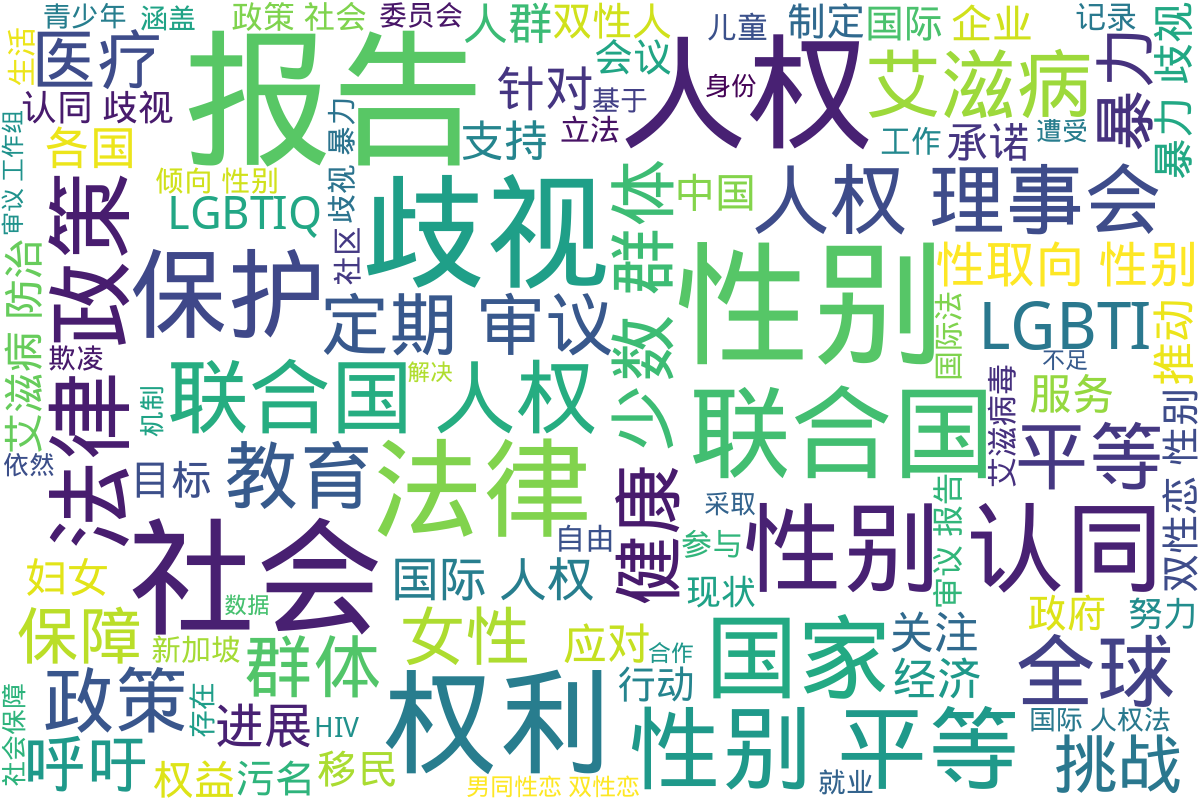 青少年
涵盖
政策 社会
委员会
人群
双性人
儿童
制定
国际
企业
记录
生活
医疗
报告
会议
人权
艾滋病
暴力
暴力 歧视
认同 歧视
针对
基于
身份
立法
支持
工作
承诺
遭受
各国
暴力
审议 工作组
倾向 性别
LGBTIQ
歧视
歧视
中国
人权 理事会
政策
社区
保护
少数 群体
性别
性取向 性别
艾滋病 防治
定期 审议
国际法
LGBTI
推动
欺凌
法律
联合国 人权
解决
不足
机制
联合国
服务
艾滋病毒
平等
双性恋 性别
依然
目标
教育
法律
健康
采取
审议 报告
社会
自由
参与
性别 认同
妇女
国际 人权
现状
数据
保障
新加坡
群体
女性
应对
合作
国家
关注
政府
努力
经济
全球
社会保障
政策
存在
进展
HIV
权利
行动
性别 平等
国际 人权法
呼吁
权益
污名
移民
男同性恋 双性恋
就业
挑战